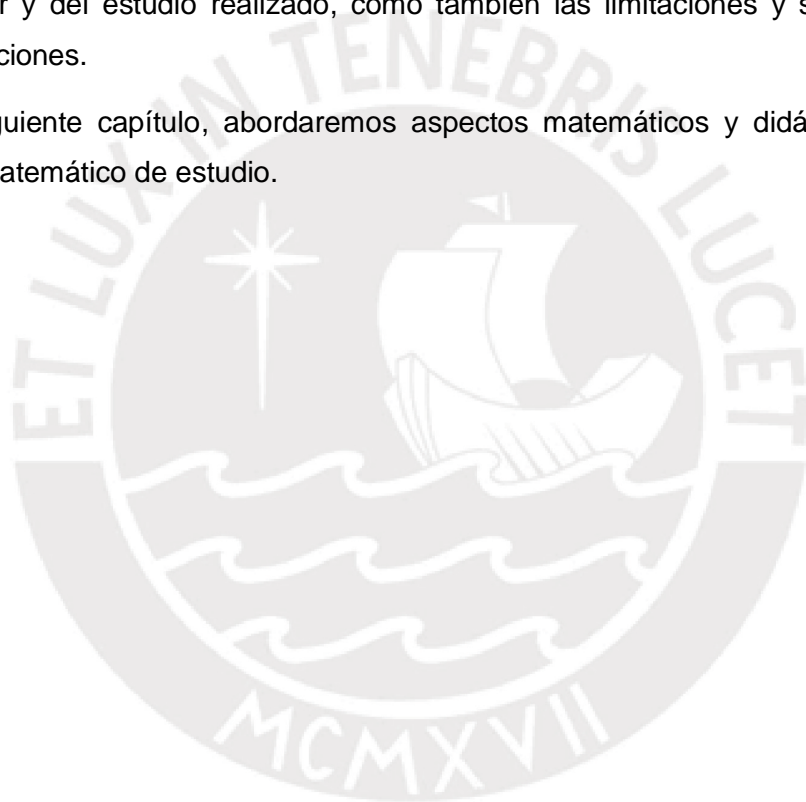 r y del estudio realizado, como también las limitaciones y s
ciones.
guiente capítulo, abordaremos aspectos matemáticos y didá
atemático de estudio.
ET LUX IN TENEBRIS LUCET
MCMXVII